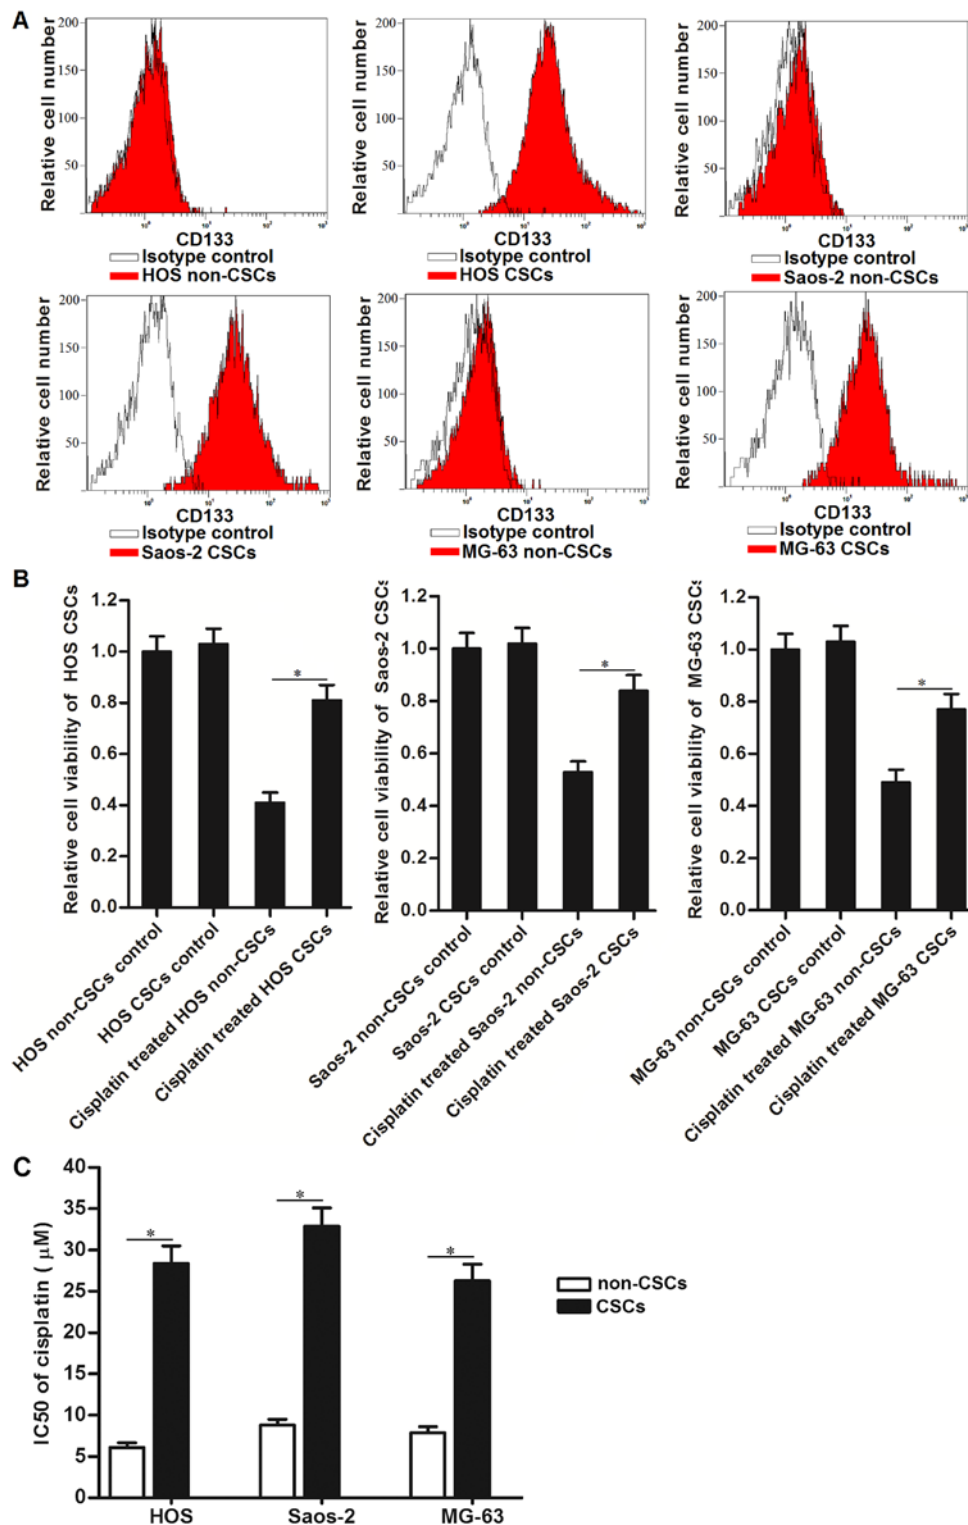 A
Relative cell number
200
150
100
50
10⁰
10¹
10²
10³
CD133
Isotype control
HOS non-CSCs
Relative cell number
200
150
100
50
CD133
Isotype control
HOS CSCs
Relative cell number
200
150
100
50
CD133
Isotype control
Saos-2 non-CSCs
Relative cell number
200
150
100
50
CD133
Isotype control
Saos-2 CSCs
Relative cell number
200
150
100
50
CD133
Isotype control
MG-63 non-CSCs
Relative cell number
200
150
100
50
CD133
Isotype control
MG-63 CSCs
B
Relative cell viability of HOS CSCs
1.2
1.0
0.8
0.6
0.4
0.2
0.0
*
HOS non-CSCs control
HOS CSCs control
Cisplatin treated HOS non-CSCs
Cisplatin treated HOS CSCs
Relative cell viability of Saos-2 CSCs
1.2
1.0
0.8
0.6
0.4
0.2
0.0
*
Saos-2 non-CSCs control
Saos-2 CSCs control
Cisplatin treated Saos-2 non-CSCs
Cisplatin treated Saos-2 CSCs
Relative cell viability of MG-63 CSCs
1.2
1.0
0.8
0.6
0.4
0.2
0.0
*
MG-63 non-CSCs control
MG-63 CSCs control
Cisplatin treated MG-63 non-CSCs
Cisplatin treated MG-63 CSCs
C
IC50 of cisplatin ( μM)
40
35
30
25
20
15
10
5
0
*
*
*
HOS
Saos-2
MG-63
non-CSCs
CSCs